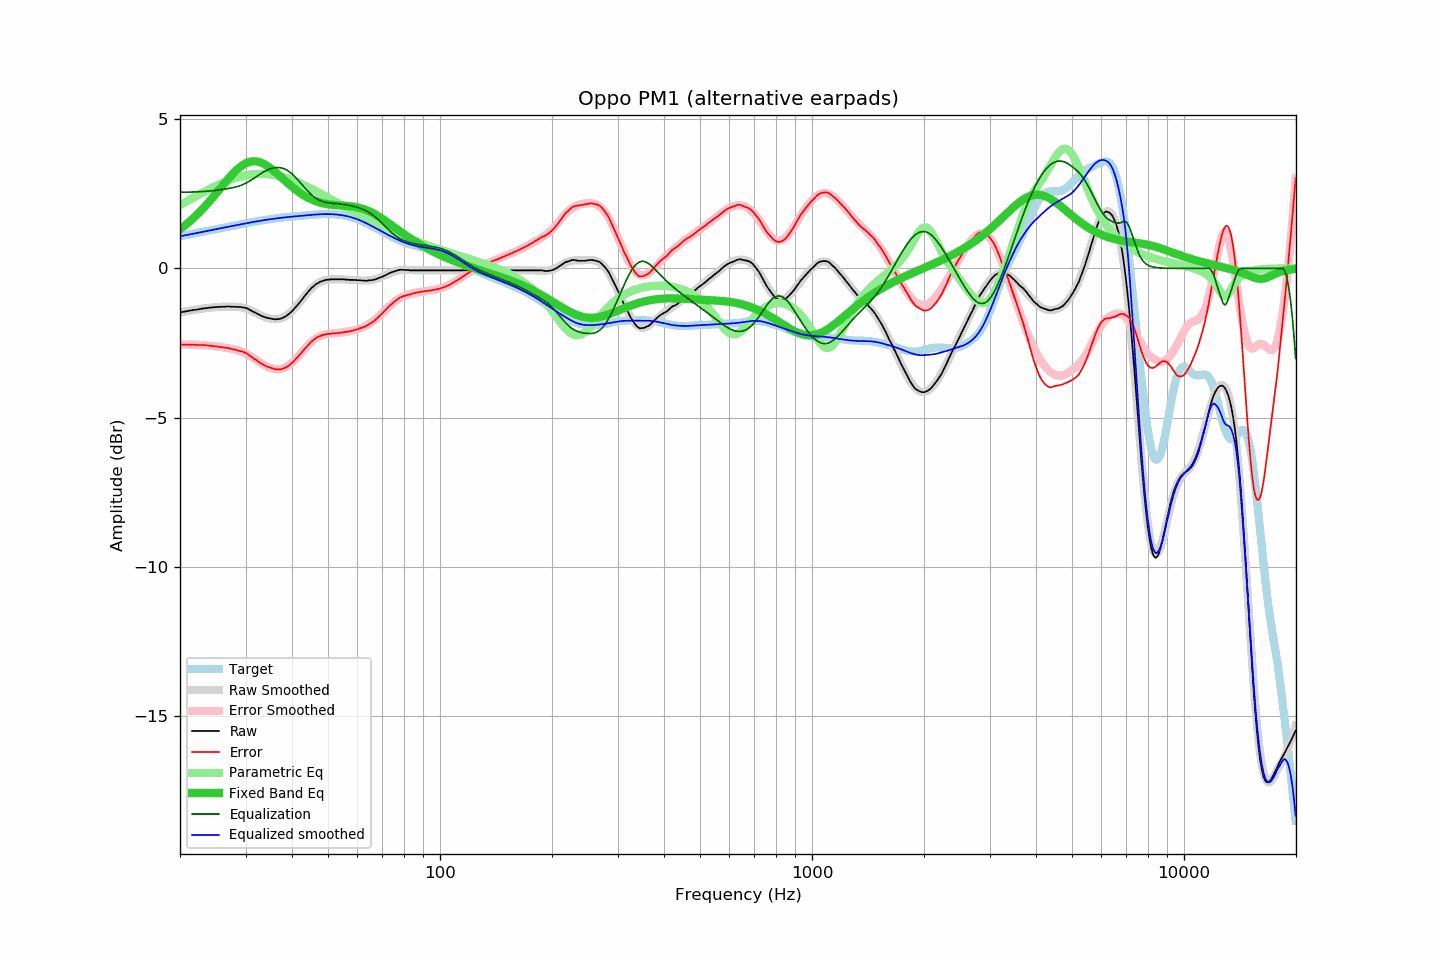 Oppo PM1 (alternative earpads)
5
0
−5
−10
−15
Amplitude (dBr)
Target
Raw Smoothed
Error Smoothed
Raw
Error
Parametric Eq
Fixed Band Eq
Equalization
Equalized smoothed
100
1000
10000
Frequency (Hz)